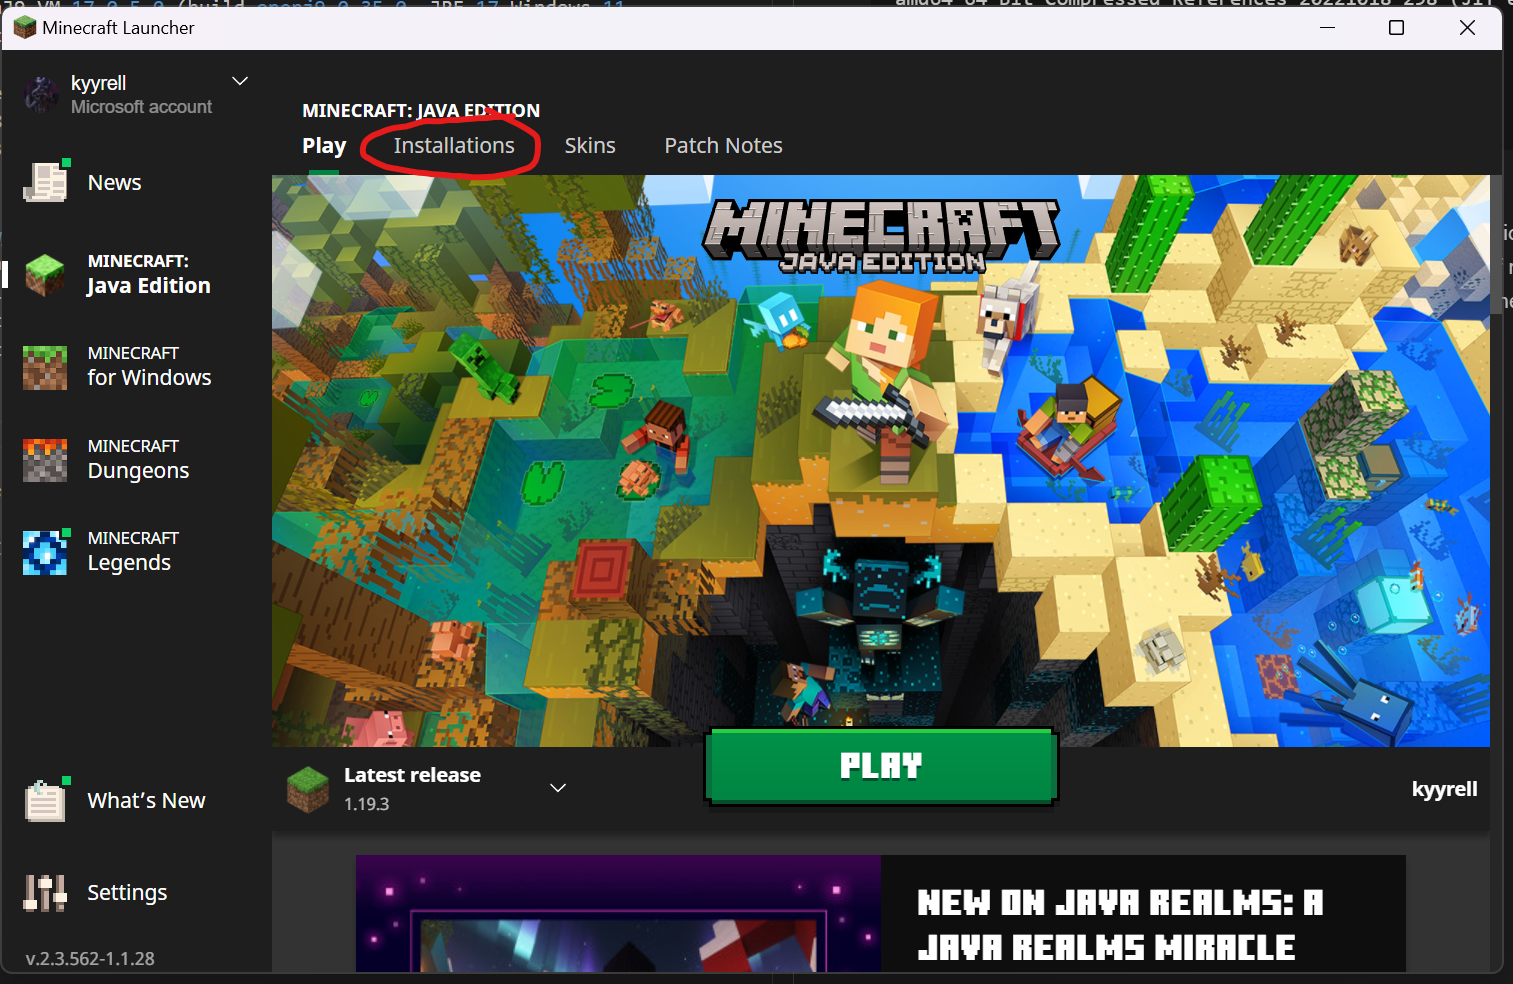 Minecraft Launcher
kyyrell
Microsoft account
News
MINECRAFT:
Java Edition
MINECRAFT
for Windows
MINECRAFT
Dungeons
MINECRAFT
Legends
What's New
Settings
v.2.3.562-1.1.28
MINECRAFT: JAVA EDITION
Play Installations Skins Patch Notes
MINECRAFT
JAVA EDITION
PLAY
Latest release
1.19.3
kyyrell
NEW ON JAVA REALMS: A
JAVA REALMS MIRACLE